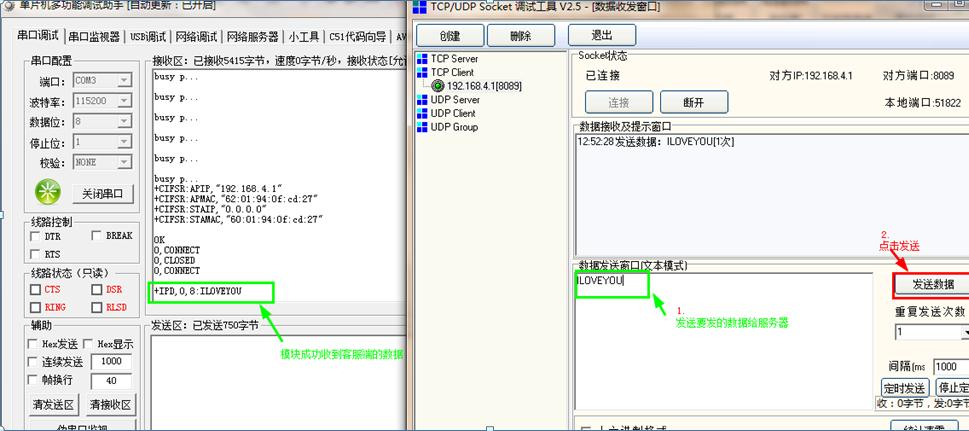 单片机多功能调试助手 [自动更新：已开启]
串口调试 串口监视器 USB调试 网络调试 网络服务器 小工具 C51代码向导
串口配置
端口： COM3
波特率： 115200
数据位： 8
停止位： 1
校验： NONE
关闭串口
线路控制
DTR BREAK
RTS
线路状态（只读）
CTS DSR
RING RLSD
辅助
Hex发送 Hex显示
连续发送 1000
帧换行 40
清发送区 清接收区
伪串口监视
接收区：已接收5415字节，速度0字节/秒，接收状态[允
busy p...
busy p...
busy p...
busy p...
busy p...
busy p...
+CIFSR:APIP,"192.168.4.1"
+CIFSR:APMAC,"62:01:94:0f:cd:27"
+CIFSR:STAIP,"0.0.0.0"
+CIFSR:STAMAC,"60:01:94:0f:cd:27"
OK
0,CONNECT
0,CLOSED
0,CONNECT
+IPD,0,8:ILOVEYOU
模块成功收到客服端的数据
发送区：已发送750字节
TCP/UDP Socket 调试工具 V2.5 - [数据收发窗口]
创建 删除 退出
TCP Server
TCP Client
192.168.4.1[8089]
UDP Server
UDP Client
UDP Group
Socket状态
已连接 对方IP:192.168.4.1 对方端口:8089
连接 断开 本地端口:51822
数据接收及提示窗口
12:52:28 发送数据：ILOVEYOU[1次]
2.
点击发送
数据发送窗口(文本模式)
ILOVEYOU
1.
发送要发的数据给服务器
发送数据
重复发送次数
1
间隔(ms 1000
定时发送 停止定
收：0字节，发:0字节
十六进制格式
统计清零